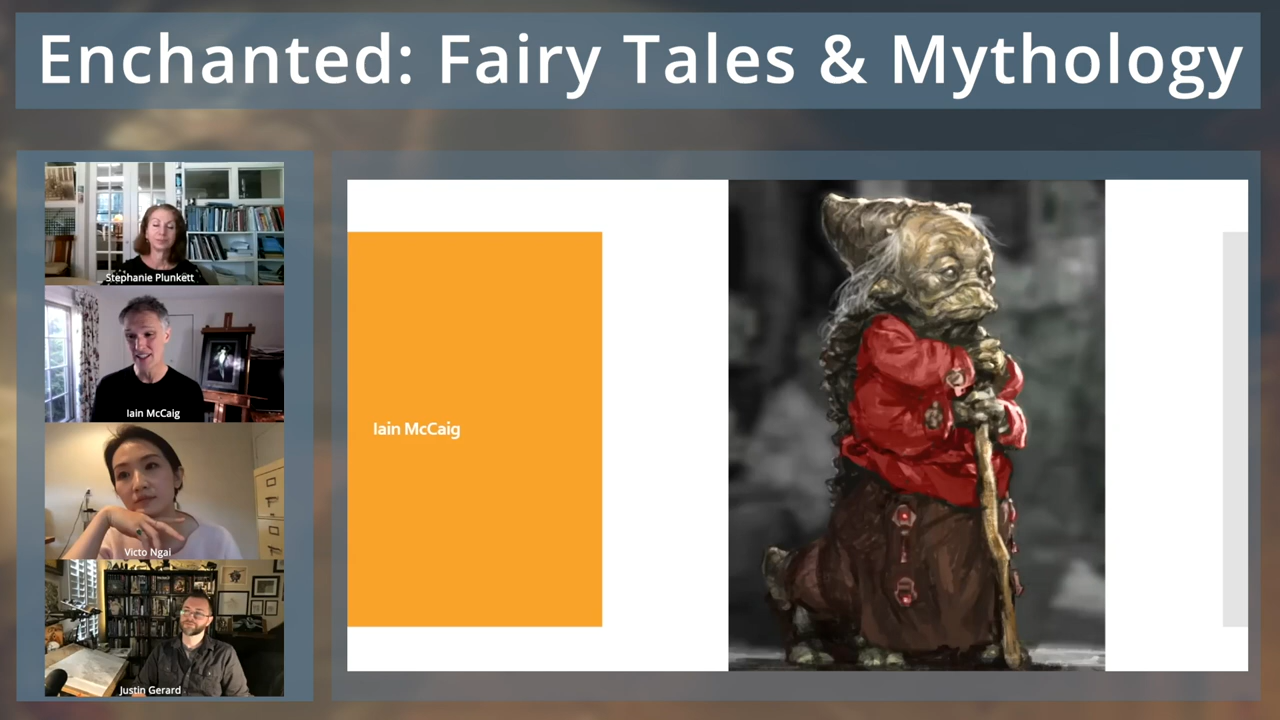 Enchanted: Fairy Tales & Mythology
Stephanie Plunkett
Iain McCaig
Victo Ngai
Justin Gerard
Iain McCaig